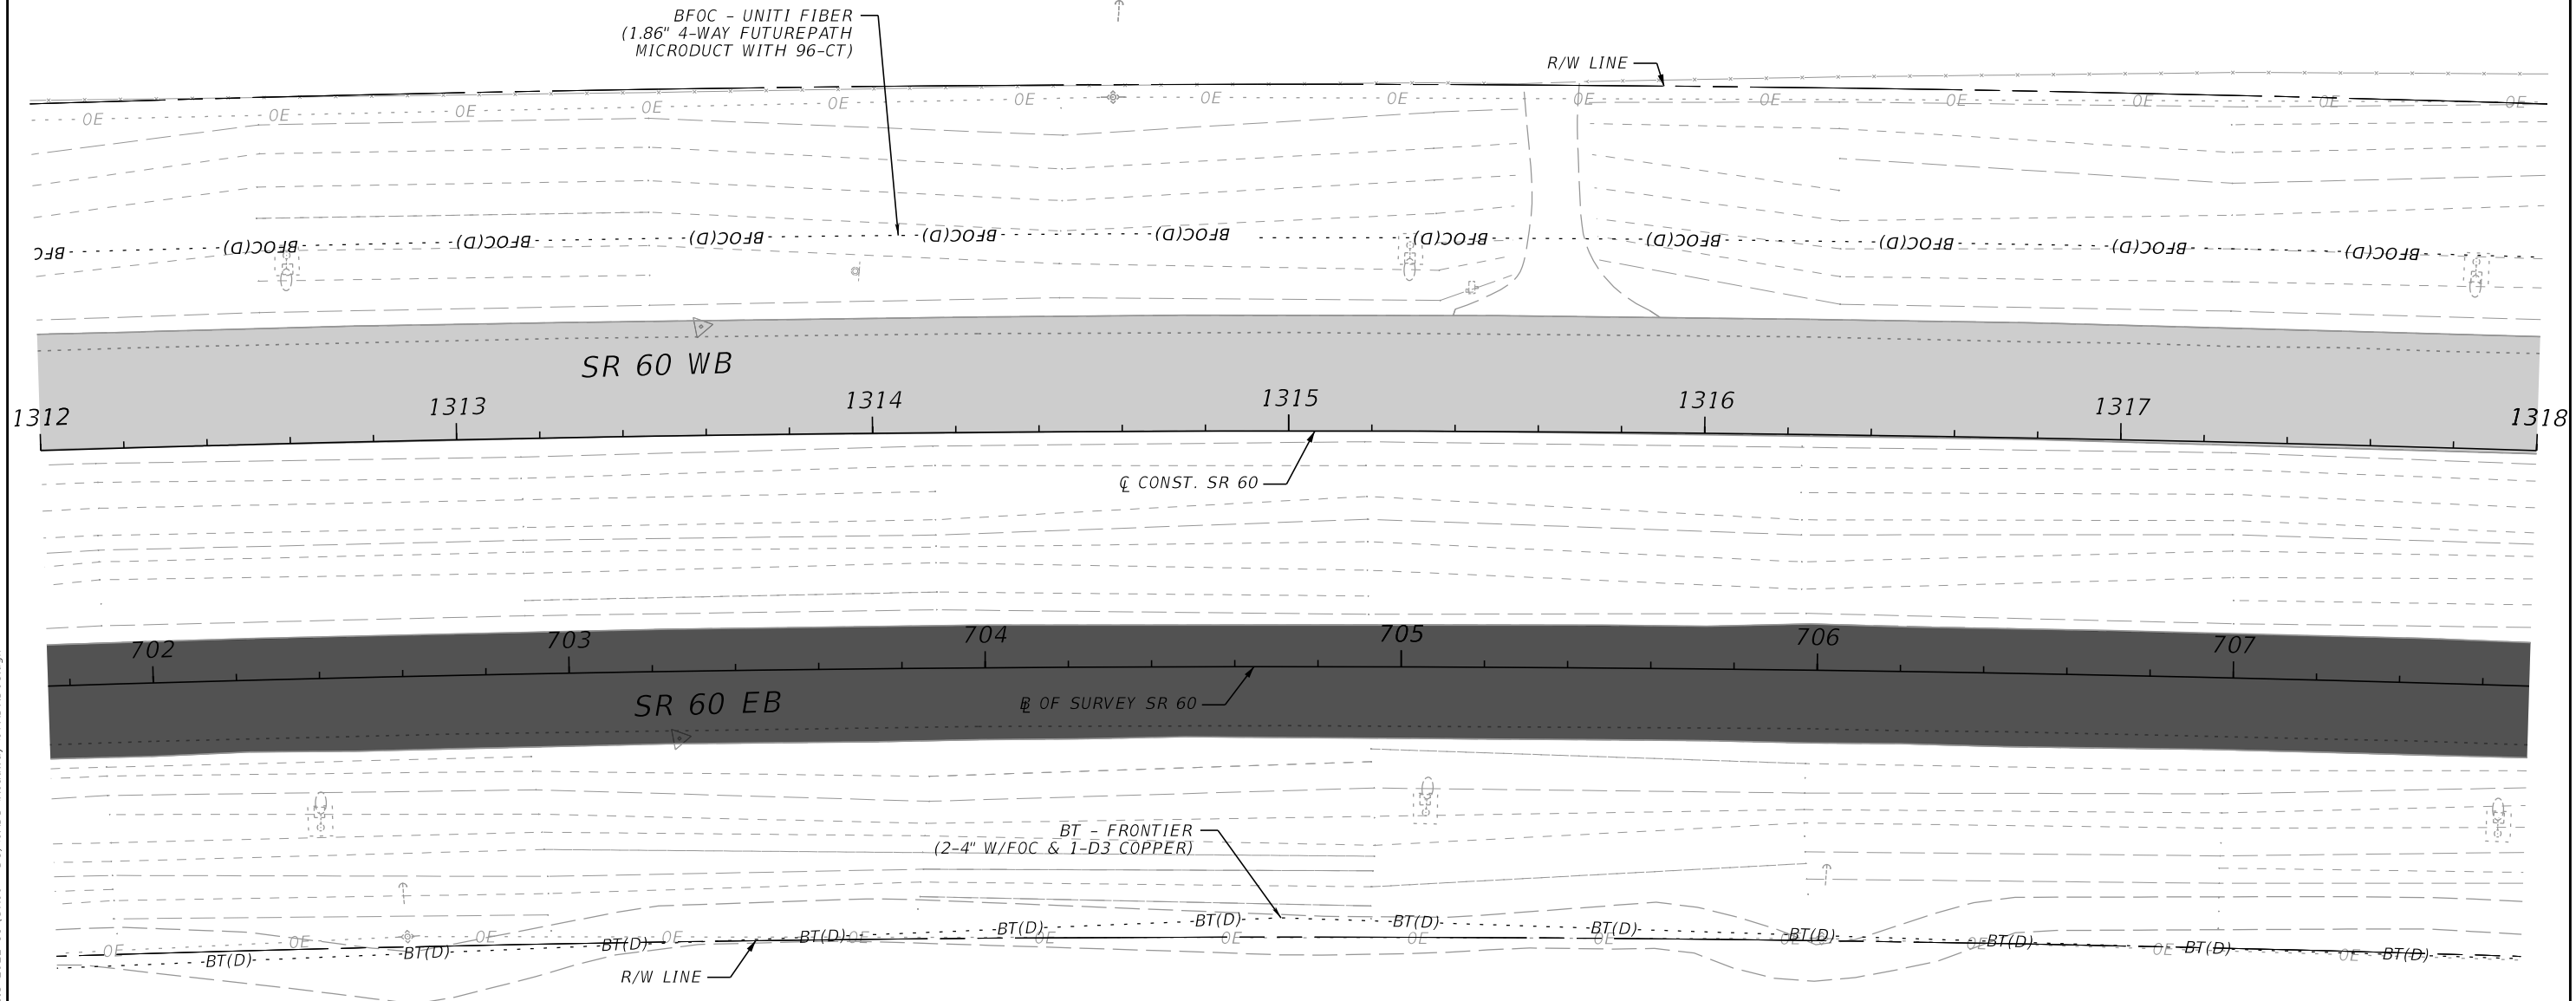 BFOC - UNITI FIBER
(1.86" 4-WAY FUTUREPATH
MICRODUCT WITH 96-CT)
R/W LINE
OE OE OE OE OE OE OE OE OE OE OE OE OE OE
BFC BFOC(D) BFOC(D) BFOC(D) BFOC(D) BFOC(D) BFOC(D) BFOC(D) BFOC(D) BFOC(D) BFOC(D)
SR 60 WB
1312 1313 1314 1315 1316 1317 1318
℄ CONST. SR 60
702 703 704 705 706 707
SR 60 EB
B OF SURVEY SR 60
BT - FRONTIER
(2-4" W/FOC & 1-D3 COPPER)
OE OE OE OE OE OE OE OE OE OE OE OE OE
BT(D) BT(D) BT(D) BT(D) BT(D) BT(D) BT(D) BT(D) BT(D) BT(D) BT(D) BT(D)
R/W LINE